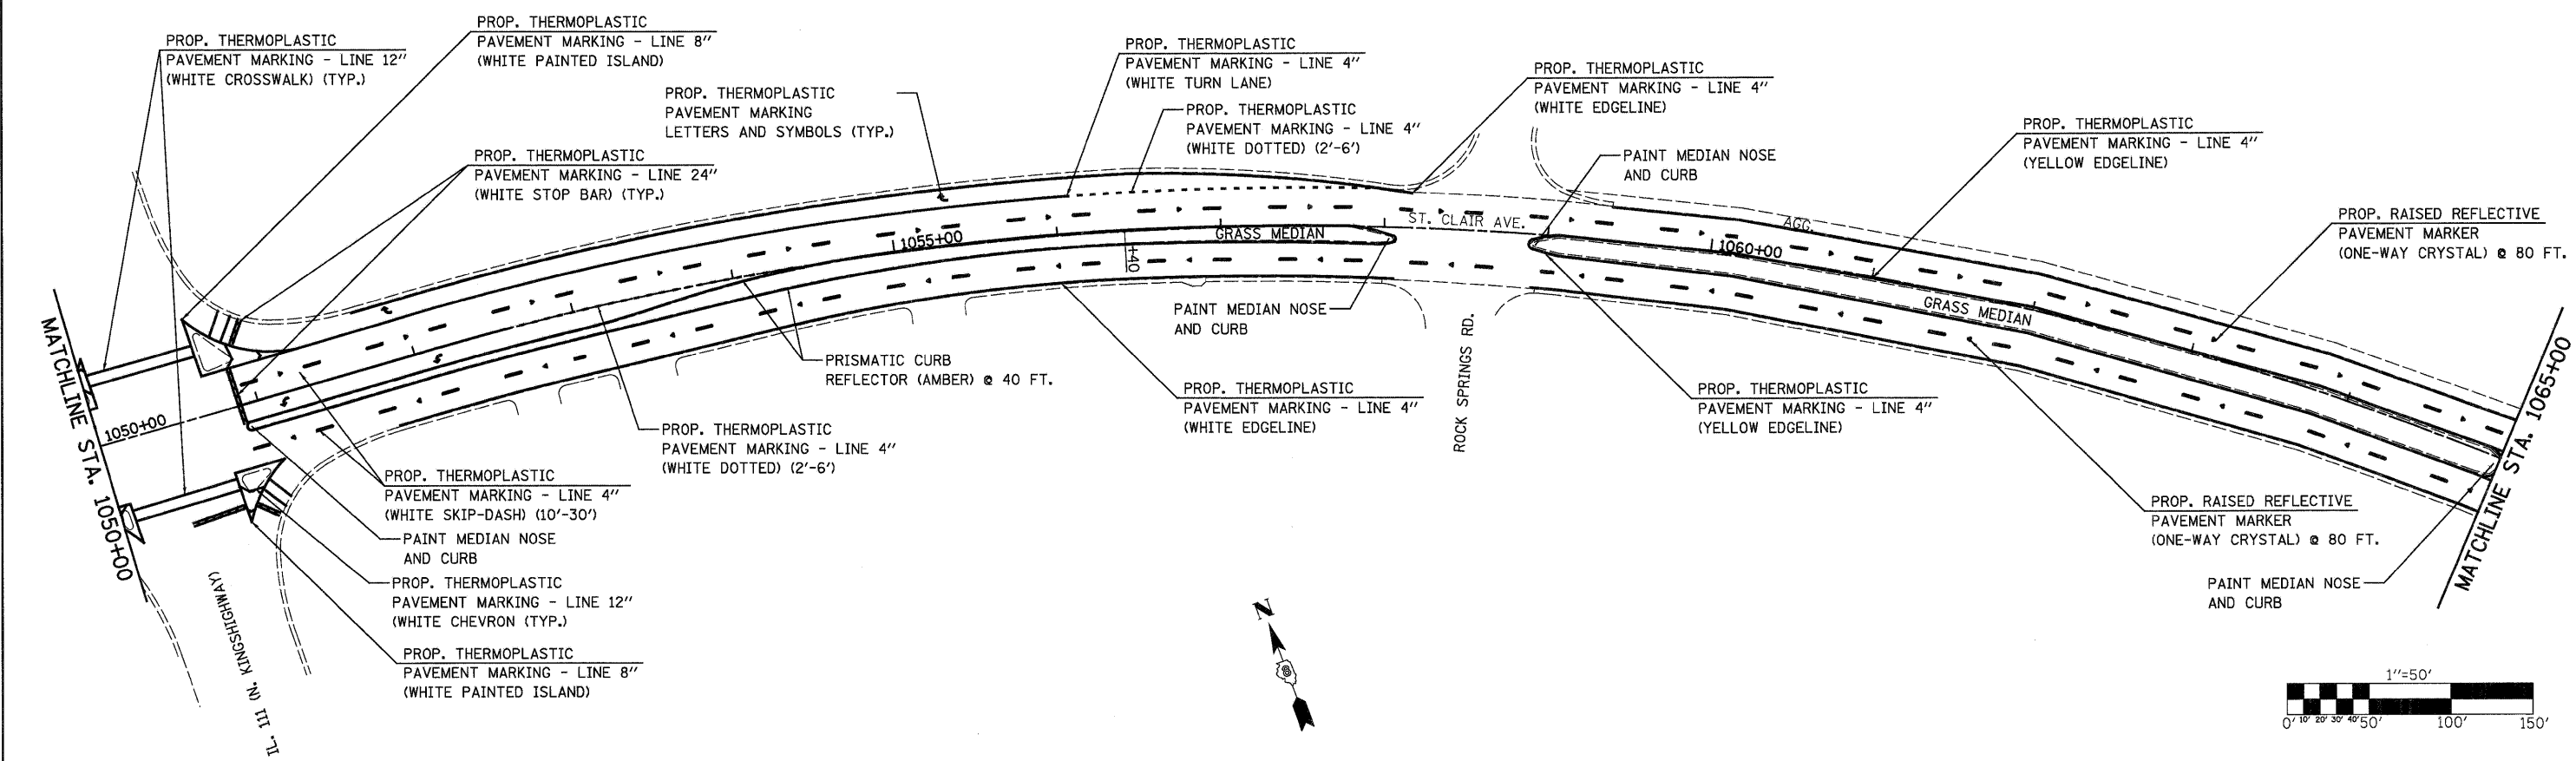 PROP. THERMOPLASTIC
PAVEMENT MARKING - LINE 12"
(WHITE CROSSWALK) (TYP.)
PROP. THERMOPLASTIC
PAVEMENT MARKING - LINE 8"
(WHITE PAINTED ISLAND)
PROP. THERMOPLASTIC
PAVEMENT MARKING
LETTERS AND SYMBOLS (TYP.)
PROP. THERMOPLASTIC
PAVEMENT MARKING - LINE 24"
(WHITE STOP BAR) (TYP.)
PROP. THERMOPLASTIC
PAVEMENT MARKING - LINE 4"
(WHITE TURN LANE)
PROP. THERMOPLASTIC
PAVEMENT MARKING - LINE 4"
(WHITE DOTTED) (2'-6')
PROP. THERMOPLASTIC
PAVEMENT MARKING - LINE 4"
(WHITE EDGELINE)
PAINT MEDIAN NOSE
AND CURB
PROP. THERMOPLASTIC
PAVEMENT MARKING - LINE 4"
(YELLOW EDGELINE)
PROP. RAISED REFLECTIVE
PAVEMENT MARKER
(ONE-WAY CRYSTAL) @ 80 FT.
MATCHLINE STA. 1050+00
1050+00
1055+00
GRASS MEDIAN
+40
ST. CLAIR AVE.
AGG.
1060+00
GRASS MEDIAN
MATCHLINE STA. 1065+00
PAINT MEDIAN NOSE
AND CURB
ROCK SPRINGS RD.
PRISMATIC CURB
REFLECTOR (AMBER) @ 40 FT.
PROP. THERMOPLASTIC
PAVEMENT MARKING - LINE 4"
(WHITE EDGELINE)
PROP. THERMOPLASTIC
PAVEMENT MARKING - LINE 4"
(YELLOW EDGELINE)
PROP. THERMOPLASTIC
PAVEMENT MARKING - LINE 4"
(WHITE DOTTED) (2'-6')
PROP. THERMOPLASTIC
PAVEMENT MARKING - LINE 4"
(WHITE SKIP-DASH) (10'-30')
PAINT MEDIAN NOSE
AND CURB
PROP. THERMOPLASTIC
PAVEMENT MARKING - LINE 12"
(WHITE CHEVRON (TYP.)
PROP. THERMOPLASTIC
PAVEMENT MARKING - LINE 8"
(WHITE PAINTED ISLAND)
IL. 111 (N. KINGSHIGHWAY)
PROP. RAISED REFLECTIVE
PAVEMENT MARKER
(ONE-WAY CRYSTAL) @ 80 FT.
PAINT MEDIAN NOSE
AND CURB
N
1"=50'
0' 10' 20' 30' 40' 50' 100' 150'